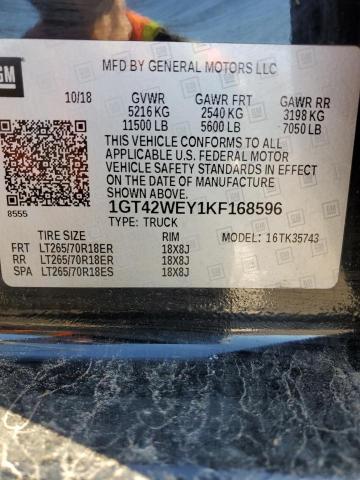 GM
MFD BY GENERAL MOTORS LLC
10/18 GVWR GAWR FRT GAWR RR
5216 KG 2540 KG 3198 KG
11500 LB 5600 LB 7050 LB
THIS VEHICLE CONFORMS TO ALL
APPLICABLE U.S. FEDERAL MOTOR
VEHICLE SAFETY STANDARDS IN EFFECT
ON THE DATE OF MANUFACTURE
SHOWN ABOVE.
8555 1GT42WEY1KF168596
TYPE: TRUCK MODEL: 16TK35743
TIRE SIZE RIM
FRT LT265/70R18ER 18X8J
RR LT265/70R18ER 18X8J
SPA LT265/70R18ES 18X8J